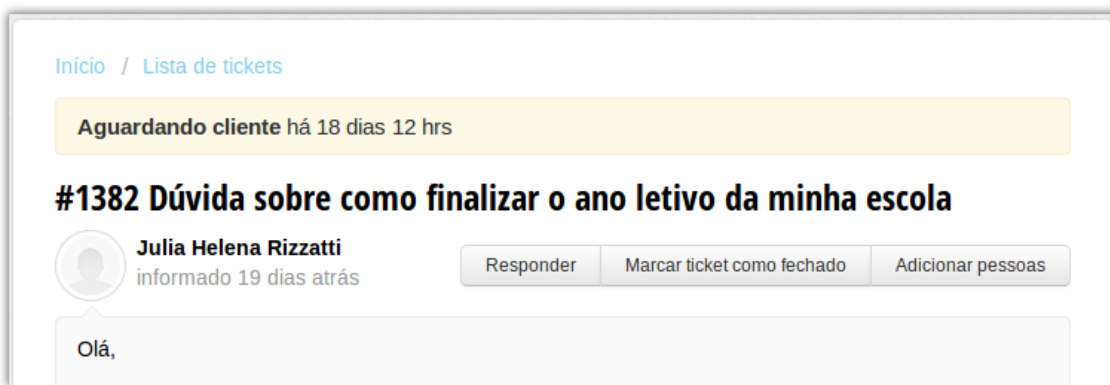 Início / Lista de tickets
Aguardando cliente há 18 dias 12 hrs
#1382 Dúvida sobre como finalizar o ano letivo da minha escola
Julia Helena Rizzatti
informado 19 dias atrás
Responder Marcar ticket como fechado Adicionar pessoas
Olá,